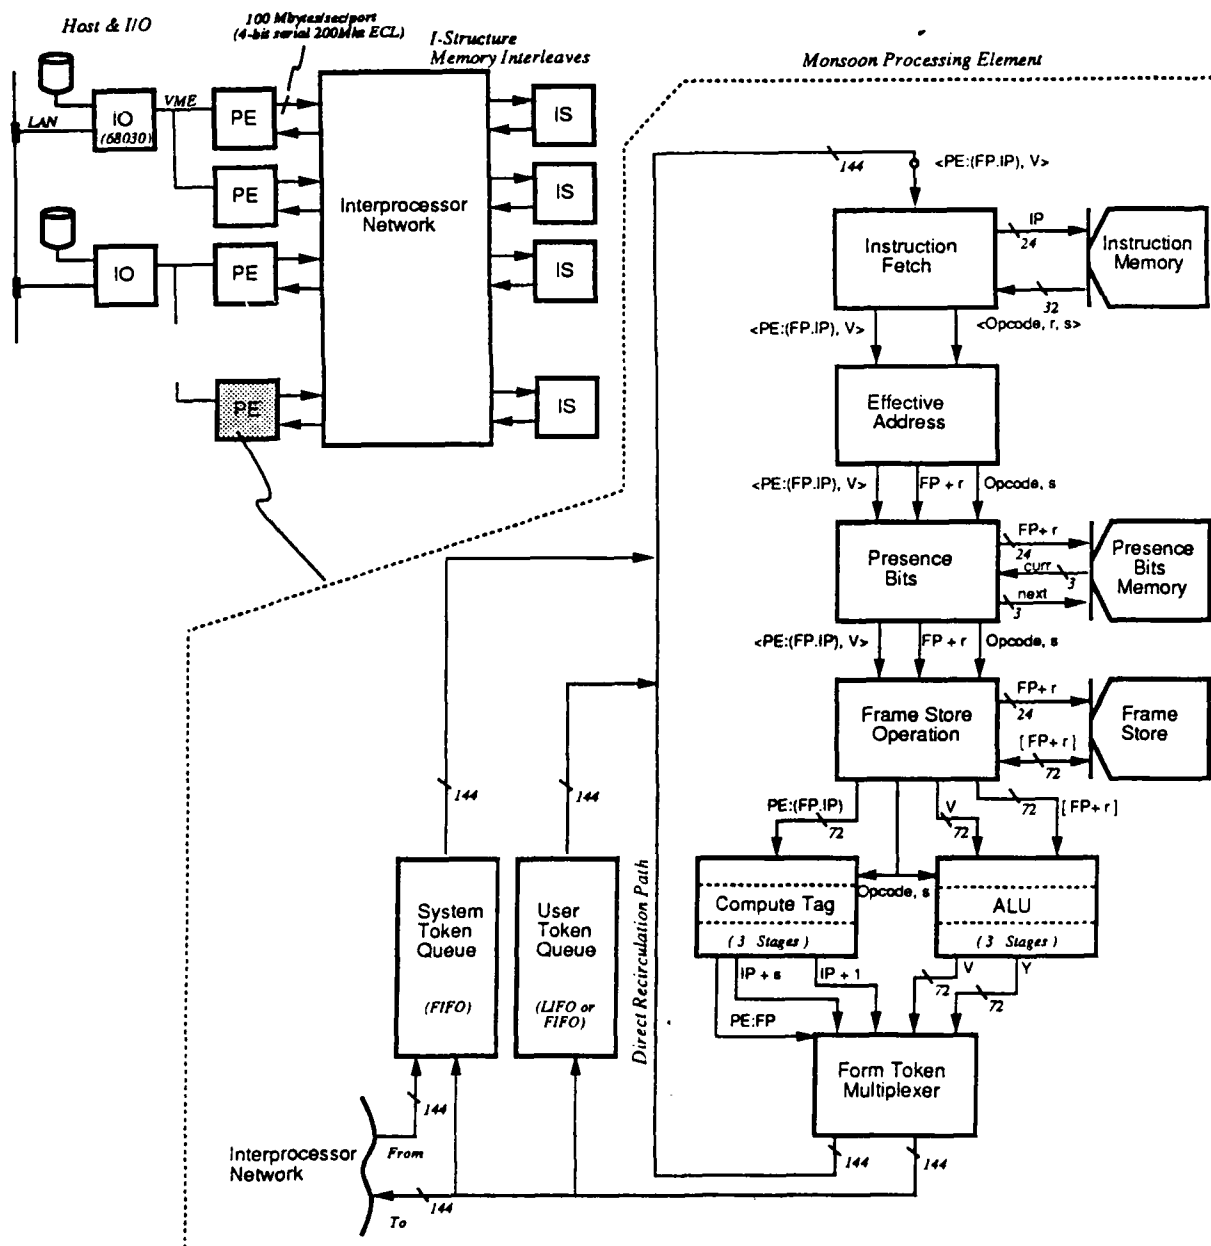 Host & I/O
100 Mbytes/sec/port
(4-bit serial 200Mhz ECL)
I-Structure
Memory Interleaves
Monsoon Processing Element
LAN
IO
(68030)
VME
PE
IS
PE
IS
Interprocessor
Network
IO
PE
IS
PE
IS
144
<PE:(FP.IP), V>
Instruction
Fetch
IP
24
32
Instruction
Memory
<PE:(FP.IP), V>
<Opcode, r, s>
Effective
Address
<PE:(FP.IP), V>
FP + r
Opcode, s
Presence
Bits
FP+ r
24
curr
3
next
3
Presence
Bits
Memory
<PE:(FP.IP), V>
FP + r
Opcode, s
Frame Store
Operation
FP+ r
24
[FP+ r]
72
Frame
Store
PE:(FP.IP)
72
V
72
72
[FP+ r]
144
144
Direct Recirculation Path
System
Token
Queue
(FIFO)
User
Token
Queue
(LIFO or
FIFO)
Compute Tag
(3 Stages)
Opcode, s
ALU
(3 Stages)
IP + s
IP + 1
V
72
Y
72
PE:FP
Form Token
Multiplexer
144
144
144
From
Interprocessor
Network
144
To